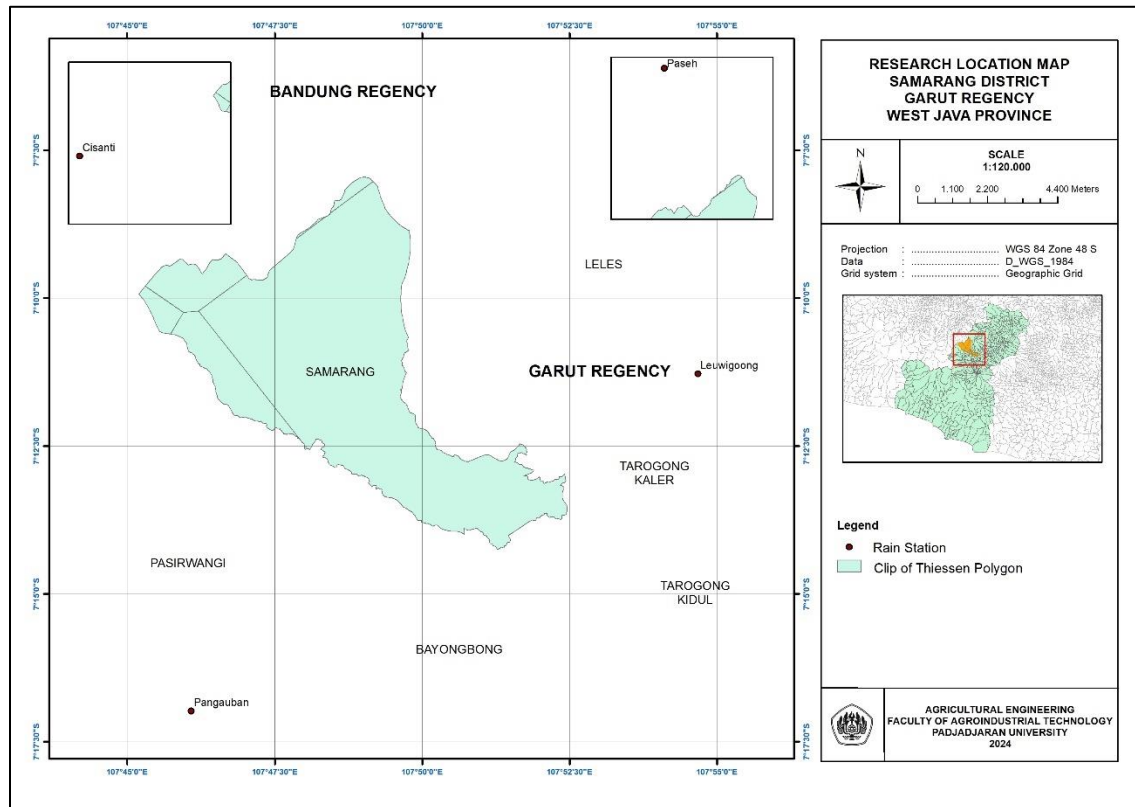 107°45'0"E
107°47'30"E
107°50'0"E
107°52'30"E
107°55'0"E
7°7'30"S
7°10'0"S
7°12'30"S
7°15'0"S
7°17'30"S
Cisanti
BANDUNG REGENCY
Paseh
LELES
SAMARANG
GARUT REGENCY
Leuwigoong
TAROGONG
KALER
PASIRWANGI
TAROGONG
KIDUL
BAYONGBONG
Pangauban
7°7'30"S
7°10'0"S
7°12'30"S
7°15'0"S
7°17'30"S
107°45'0"E
107°47'30"E
107°50'0"E
107°52'30"E
107°55'0"E
RESEARCH LOCATION MAP
SAMARANG DISTRICT
GARUT REGENCY
WEST JAVA PROVINCE
N
SCALE
1:120.000
0 1.100 2.200 4.400 Meters
Projection : ........................ WGS 84 Zone 48 S
Data : ........................ D_WGS_1984
Grid system : ........................ Geographic Grid
Legend
Rain Station
Clip of Thiessen Polygon
AGRICULTURAL ENGINEERING
FACULTY OF AGROINDUSTRIAL TECHNOLOGY
PADJADJARAN UNIVERSITY
2024